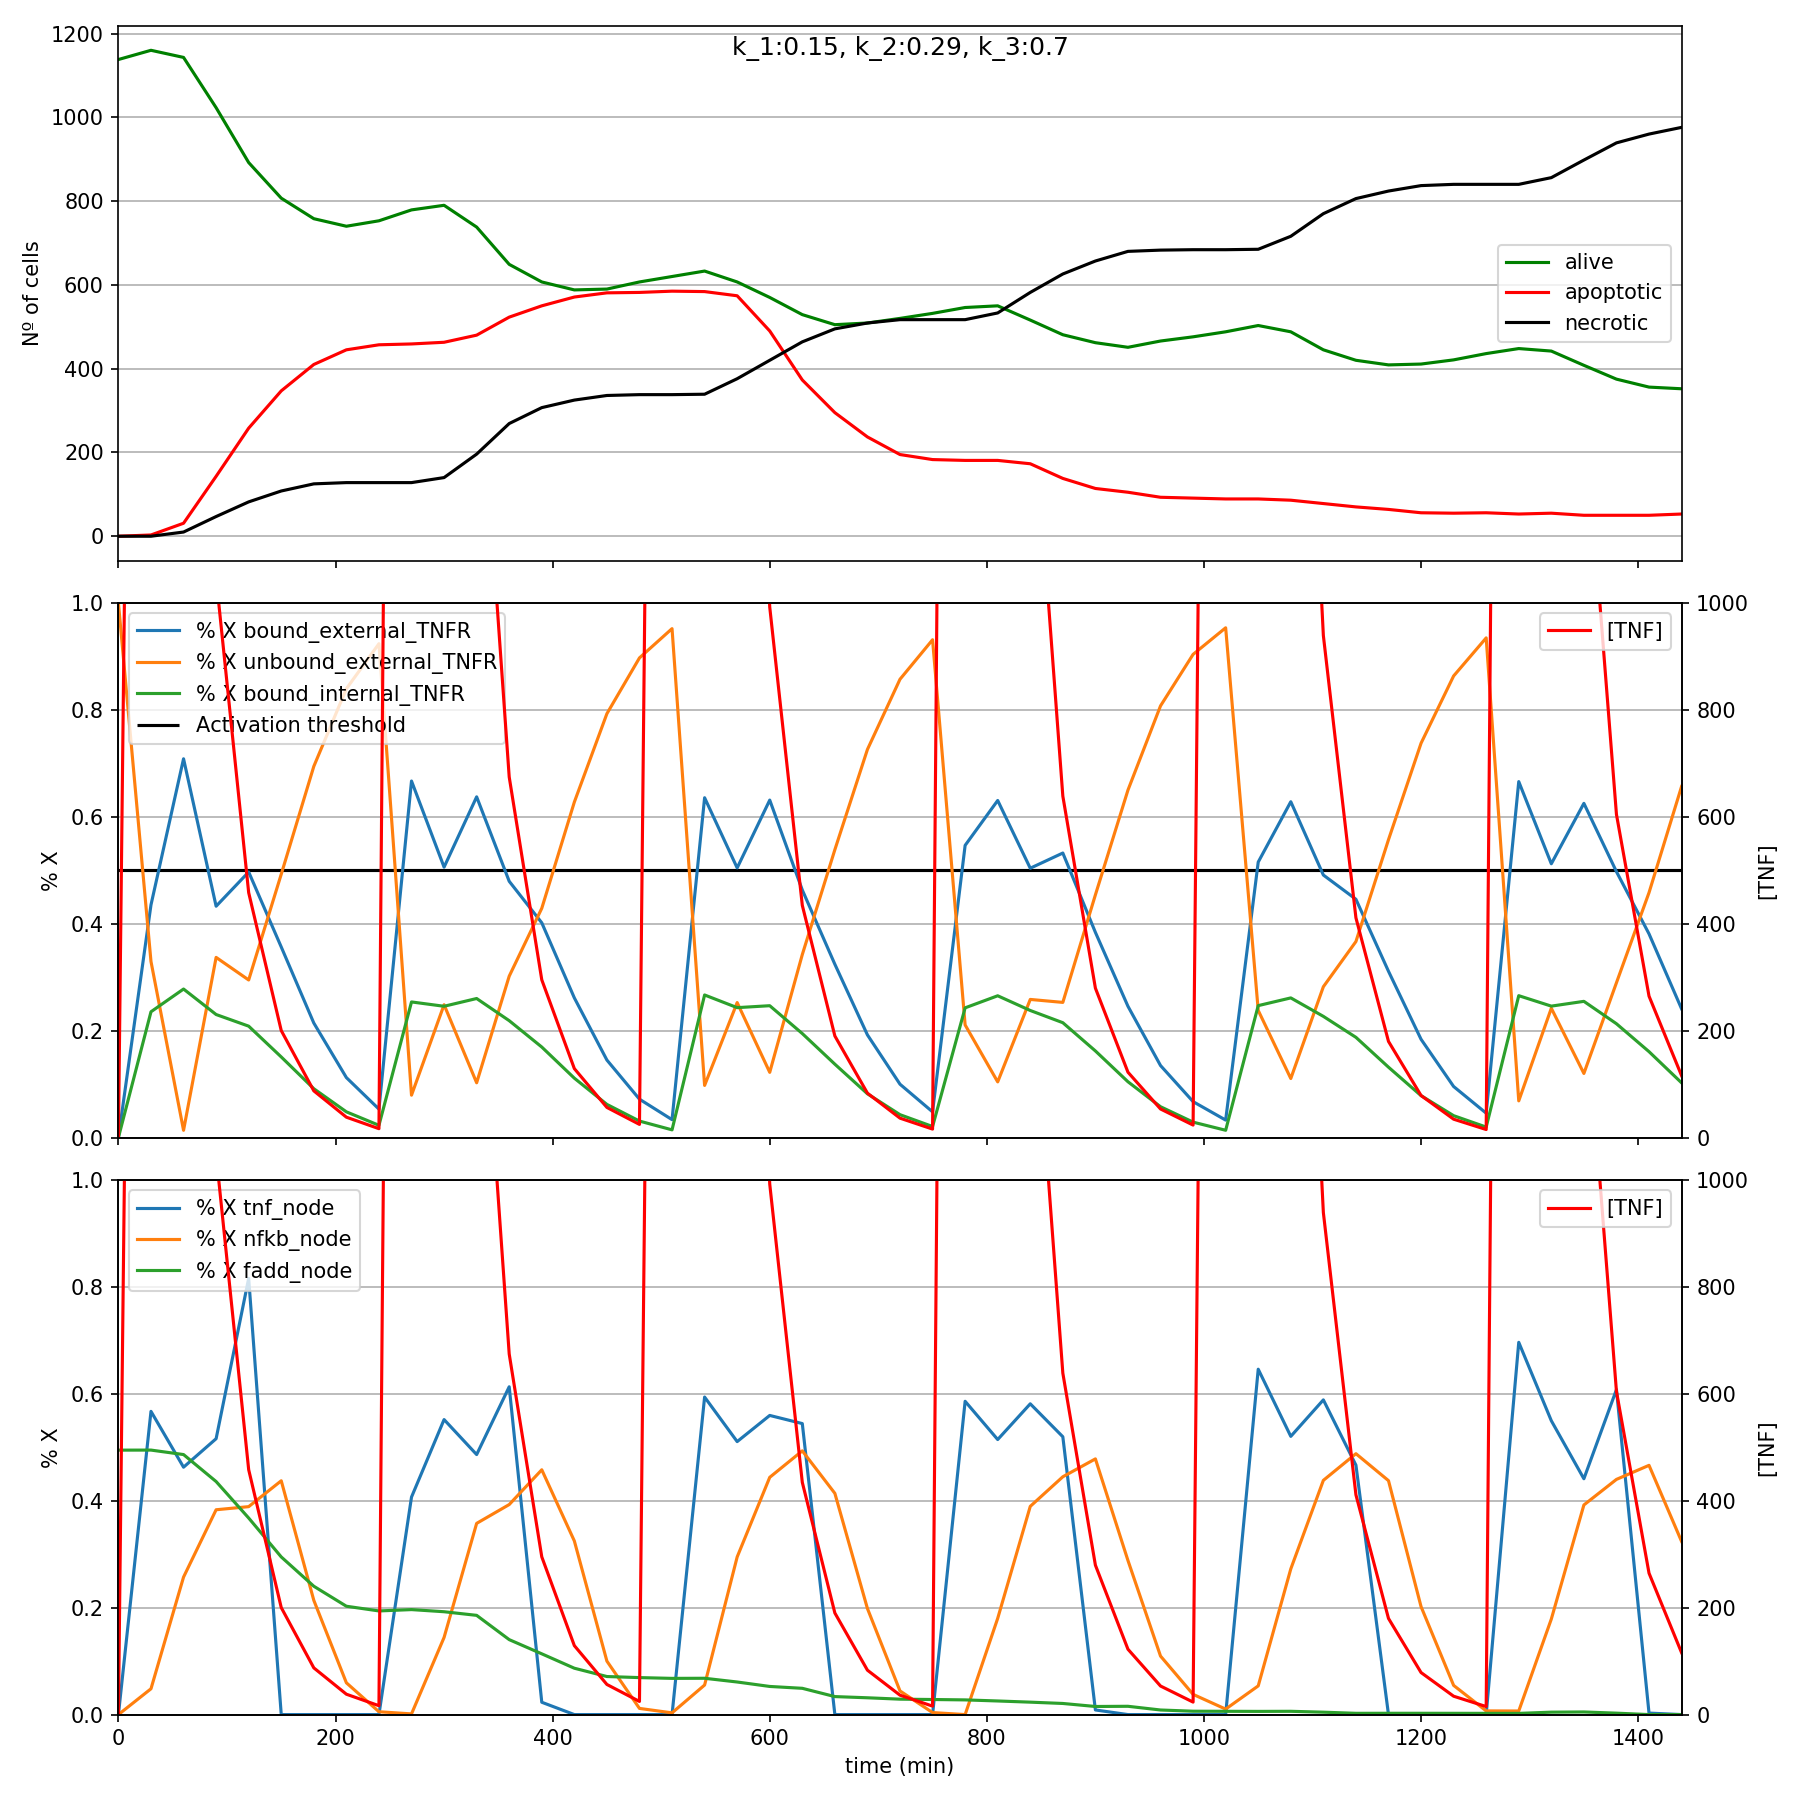 k_1:0.15, k_2:0.29, k_3:0.7
1200
1000
800
600
400
200
0
Nº of cells
alive
apoptotic
necrotic
1.0
0.8
0.6
0.4
0.2
0.0
% X
% X bound_external_TNFR
% X unbound_external_TNFR
% X bound_internal_TNFR
Activation threshold
[TNF]
1000
800
600
400
200
0
[TNF]
1.0
0.8
0.6
0.4
0.2
0.0
% X
% X tnf_node
% X nfkb_node
% X fadd_node
[TNF]
1000
800
600
400
200
0
[TNF]
0 200 400 600 800 1000 1200 1400
time (min)